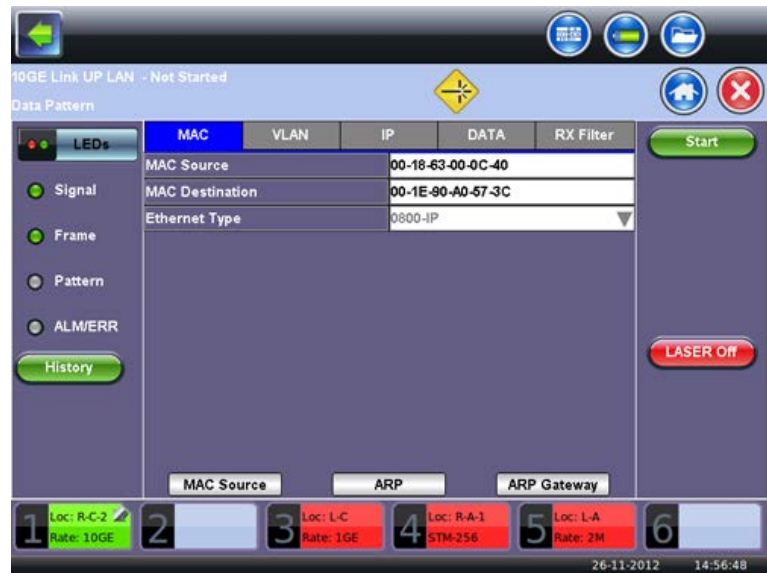 10GE Link UP LAN - Not Started
Data Pattern
LEDs
MAC VLAN IP DATA RX Filter
Start
MAC Source 00-18-63-00-0C-40
Signal
MAC Destination 00-1E-90-A0-57-3C
Ethernet Type 0800-IP
Frame
Pattern
ALM/ERR
LASER Off
History
MAC Source ARP ARP Gateway
1 Loc: R-C-2 2 3 Loc: L-C 4 Loc: R-A-1 5 Loc: L-A 6
Rate: 10GE Rate: 1GE STM-256 Rate: 2M
26-11-2012 14:56:48